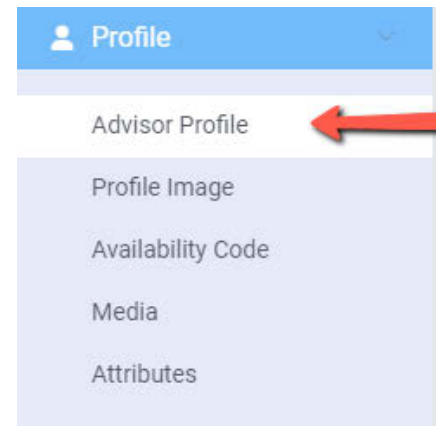 Profile
Advisor Profile
Profile Image
Availability Code
Media
Attributes